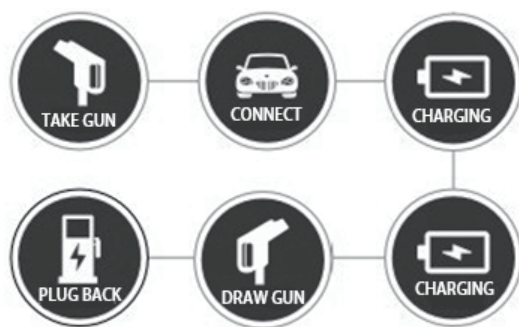 TAKE GUN
CONNECT
CHARGING
PLUG BACK
DRAW GUN
CHARGING